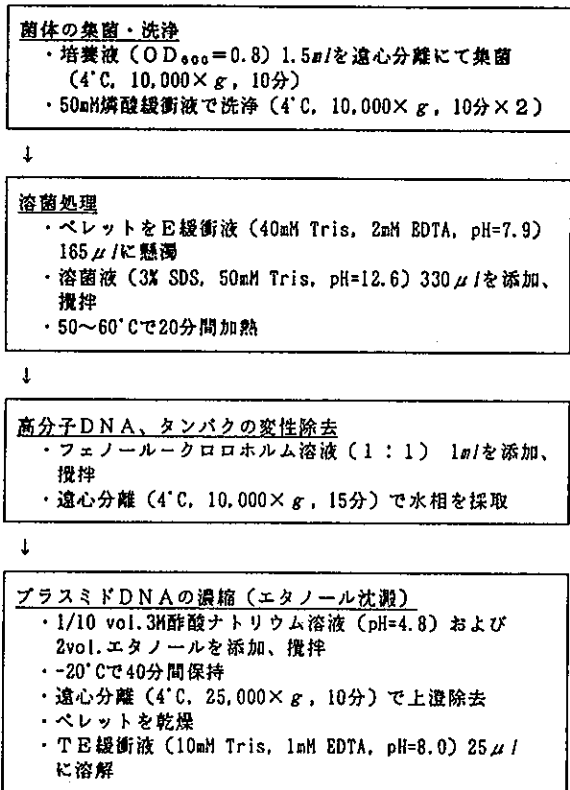 菌体の集菌・洗浄
・培養液（ＯＤ₆₀₀＝0.8）1.5mlを遠心分離にて集菌
（4℃, 10,000×g, 10分）
・50mM燐酸緩衝液で洗浄（4℃, 10,000×g, 10分×2）
↓
溶菌処理
・ペレットをE緩衝液（40mM Tris, 2mM EDTA, pH=7.9）
165μlに懸濁
・溶菌液（3% SDS, 50mM Tris, pH=12.6）330μlを添加、
攪拌
・50～60℃で20分間加熱
↓
高分子ＤＮＡ、タンパクの変性除去
・フェノールークロロホルム溶液（１：１） 1mlを添加、
攪拌
・遠心分離（4℃, 10,000×g, 15分）で水相を採取
↓
プラスミドＤＮＡの濃縮（エタノール沈澱）
・1/10 vol.3M酢酸ナトリウム溶液（pH=4.8）および
2vol.エタノールを添加、攪拌
・-20℃で40分間保持
・遠心分離（4℃, 25,000×g, 10分）で上澄除去
・ペレットを乾燥
・ＴＥ緩衝液（10mM Tris, 1mM EDTA, pH=8.0）25μl
に溶解